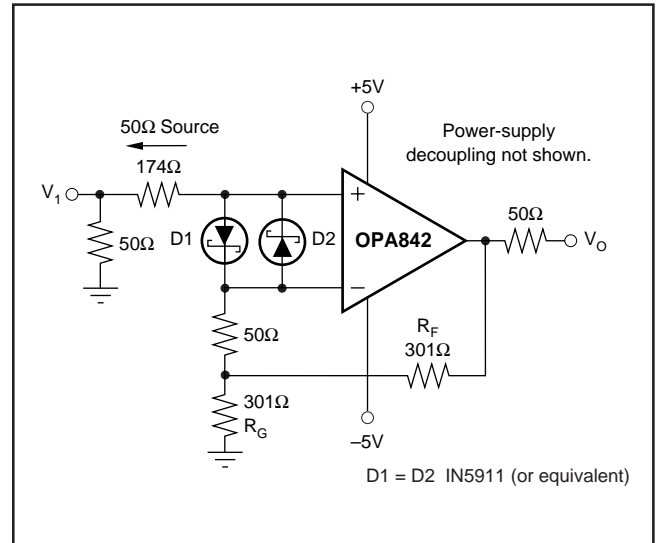 +5V
50Ω Source
Power-supply
decoupling not shown.
174Ω
V1
50Ω
D1
D2
+
OPA842
–
50Ω
VO
50Ω
RF
301Ω
301Ω
RG
–5V
D1 = D2 IN5911 (or equivalent)